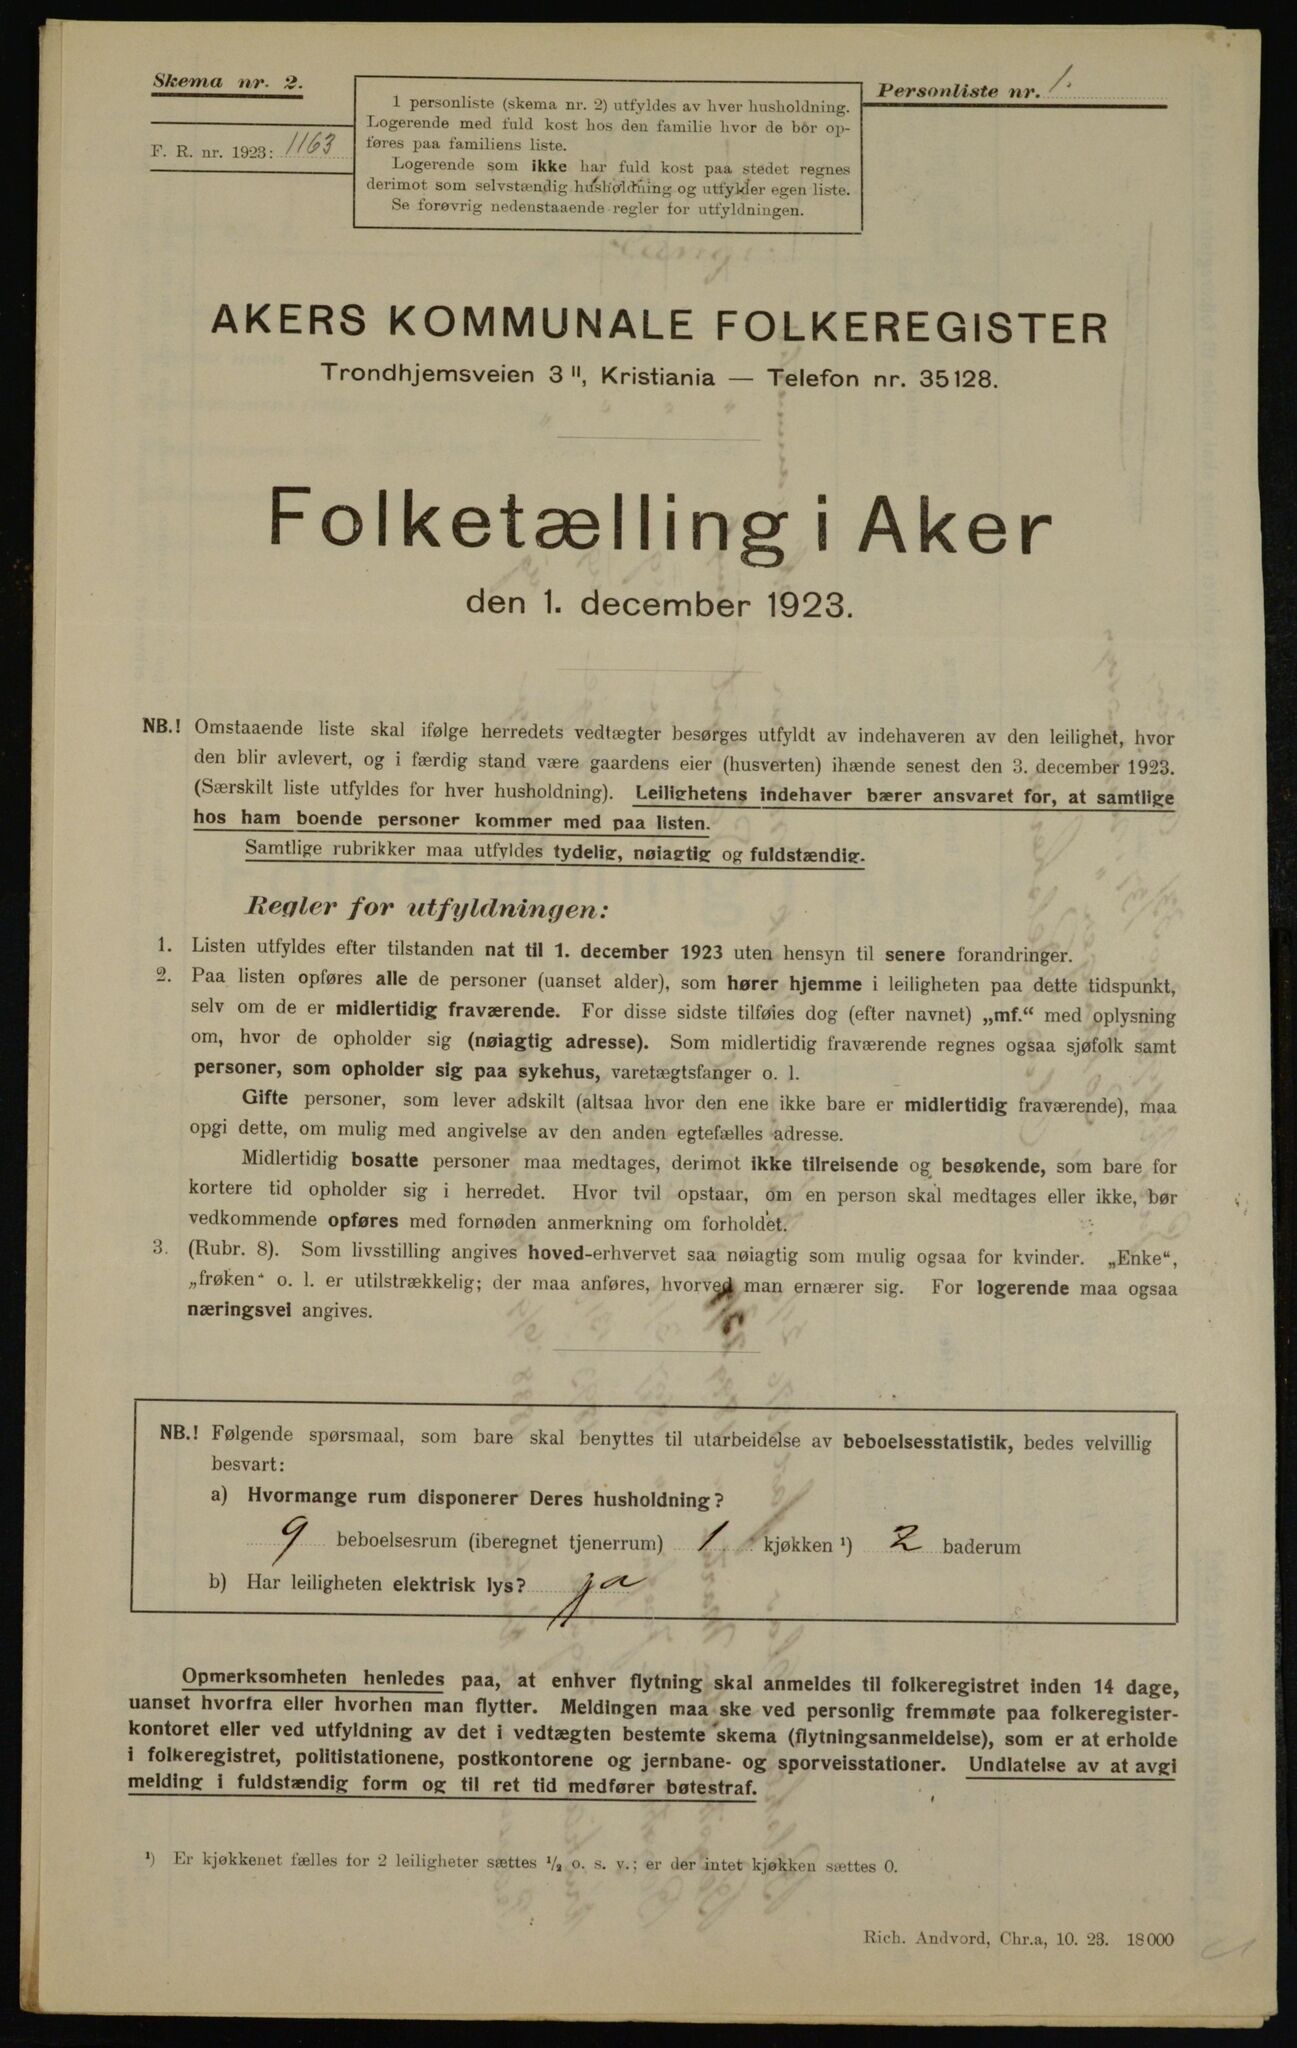 Skema nr. 2.
F. R. nr. 1923: 1163
1 personliste (skema nr. 2) utfyldes av hver husholdning.
Logerende med fuld kost hos den familie hvor de bor op-
føres paa familiens liste.
Logerende som ikke har fuld kost paa stedet regnes
derimot som selvstændig husholdning og utfylder egen liste.
Se forøvrig nedenstaaende regler for utfyldningen.
Personliste nr. 1.
AKERS KOMMUNALE FOLKEREGISTER
Trondhjemsveien 3 II, Kristiania — Telefon nr. 35128.
Folketælling i Aker
den 1. december 1923.
NB.! Omstaaende liste skal ifølge herredets vedtægter besørges utfyldt av indehaveren av den leilighet, hvor
den blir avlevert, og i færdig stand være gaardens eier (husverten) ihænde senest den 3. december 1923.
(Særskilt liste utfyldes for hver husholdning). Leilighetens indehaver bærer ansvaret for, at samtlige
hos ham boende personer kommer med paa listen.
Samtlige rubrikker maa utfyldes tydelig, nøiagtig og fuldstændig.
Regler for utfyldningen:
1. Listen utfyldes efter tilstanden nat til 1. december 1923 uten hensyn til senere forandringer.
2. Paa listen opføres alle de personer (uanset alder), som hører hjemme i leiligheten paa dette tidspunkt,
selv om de er midlertidig fraværende. For disse sidste tilføies dog (efter navnet) „mf.“ med oplysning
om, hvor de opholder sig (nøiagtig adresse). Som midlertidig fraværende regnes ogsaa sjøfolk samt
personer, som opholder sig paa sykehus, varetægtsfanger o. l.
Gifte personer, som lever adskilt (altsaa hvor den ene ikke bare er midlertidig fraværende), maa
opgi dette, om mulig med angivelse av den anden egtefælles adresse.
Midlertidig bosatte personer maa medtages, derimot ikke tilreisende og besøkende, som bare for
kortere tid opholder sig i herredet. Hvor tvil opstaar, om en person skal medtages eller ikke, bør
vedkommende opføres med fornøden anmerkning om forholdet.
3. (Rubr. 8). Som livsstilling angives hoved-erhvervet saa nøiagtig som mulig ogsaa for kvinder. „Enke“,
„frøken“ o. l. er utilstrækkelig; der maa anføres, hvorved man ernærer sig. For logerende maa ogsaa
næringsvei angives.
NB.! Følgende spørsmaal, som bare skal benyttes til utarbeidelse av beboelsesstatistik, bedes velvillig
besvart:
a) Hvormange rum disponerer Deres husholdning?
9 beboelsesrum (iberegnet tjenerrum) 1 kjøkken ¹) 2 baderum
b) Har leiligheten elektrisk lys? ja
Opmerksomheten henledes paa, at enhver flytning skal anmeldes til folkeregistret inden 14 dage,
uanset hvorfra eller hvorhen man flytter. Meldingen maa ske ved personlig fremmøte paa folkeregister-
kontoret eller ved utfyldning av det i vedtægten bestemte skema (flytningsanmeldelse), som er at erholde
i folkeregistret, politistationene, postkontorene og jernbane- og sporveisstationer. Undlatelse av at avgi
melding i fuldstændig form og til ret tid medfører bøtestraf.
¹) Er kjøkkenet fælles for 2 leiligheter sættes ½ o. s. v.; er der intet kjøkken sættes 0.
Rich. Andvord, Chr.a, 10. 23. 18000